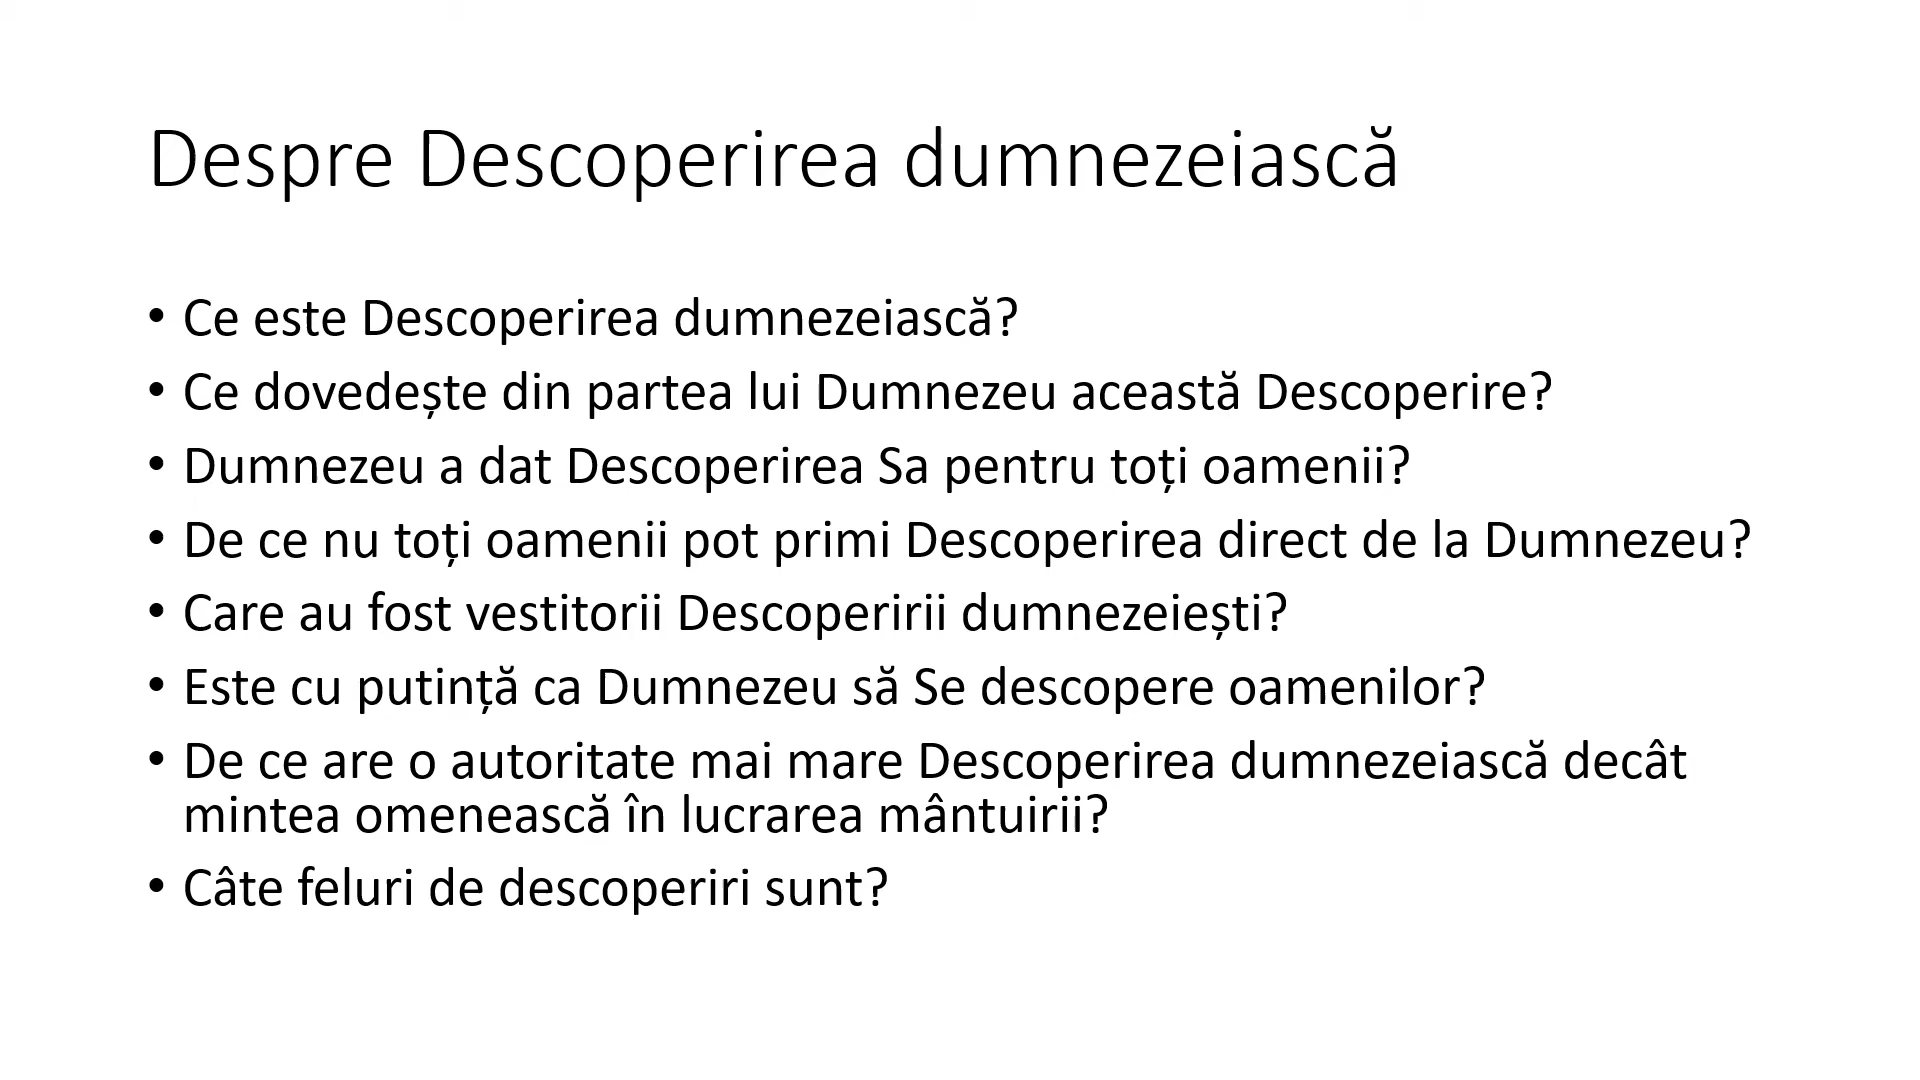 Despre Descoperirea dumnezeiască
• Ce este Descoperirea dumnezeiască?
• Ce dovedește din partea lui Dumnezeu această Descoperire?
• Dumnezeu a dat Descoperirea Sa pentru toți oamenii?
• De ce nu toți oamenii pot primi Descoperirea direct de la Dumnezeu?
• Care au fost vestitorii Descoperirii dumnezeiești?
• Este cu putință ca Dumnezeu să Se descopere oamenilor?
• De ce are o autoritate mai mare Descoperirea dumnezeiască decât
mintea omenească în lucrarea mântuirii?
• Câte feluri de descoperiri sunt?